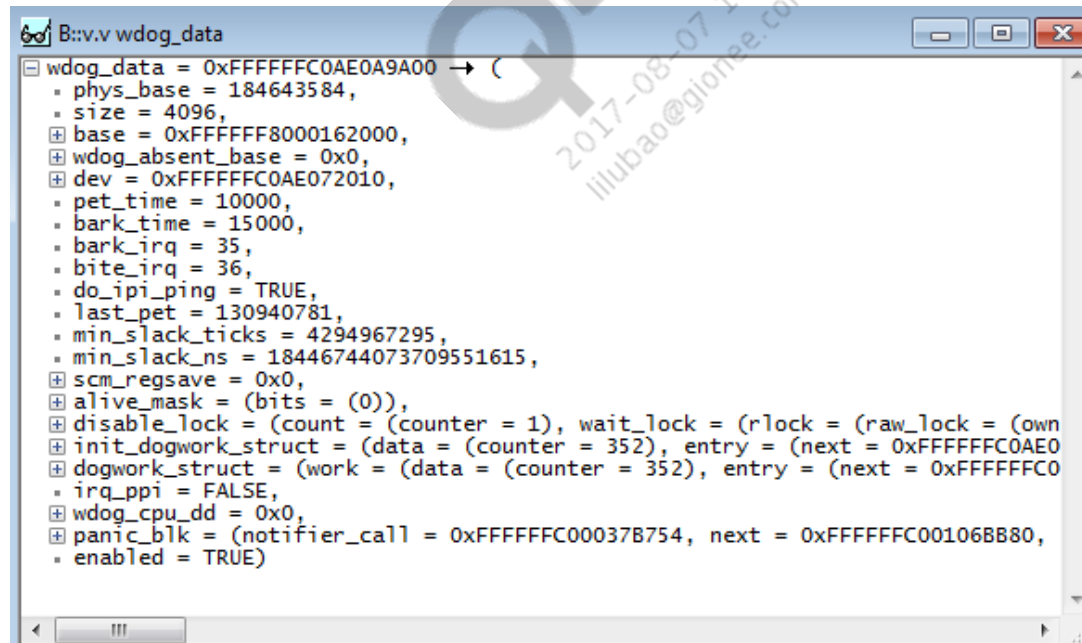 B::v.v wdog_data
wdog_data = 0xFFFFFFC0AE0A9A00 → (
phys_base = 184643584,
size = 4096,
base = 0xFFFFFF8000162000,
wdog_absent_base = 0x0,
dev = 0xFFFFFFC0AE072010,
pet_time = 10000,
bark_time = 15000,
bark_irq = 35,
bite_irq = 36,
do_ipi_ping = TRUE,
last_pet = 130940781,
min_slack_ticks = 4294967295,
min_slack_ns = 18446744073709551615,
scm_regsave = 0x0,
alive_mask = (bits = (0)),
disable_lock = (count = (counter = 1), wait_lock = (rlock = (raw_lock = (own
init_dogwork_struct = (data = (counter = 352), entry = (next = 0xFFFFFFC0AE0
dogwork_struct = (work = (data = (counter = 352), entry = (next = 0xFFFFFFC0
irq_ppi = FALSE,
wdog_cpu_dd = 0x0,
panic_blk = (notifier_call = 0xFFFFFFC00037B754, next = 0xFFFFFFC00106BB80,
enabled = TRUE)
2017-08-07
lilubao@gionee.com